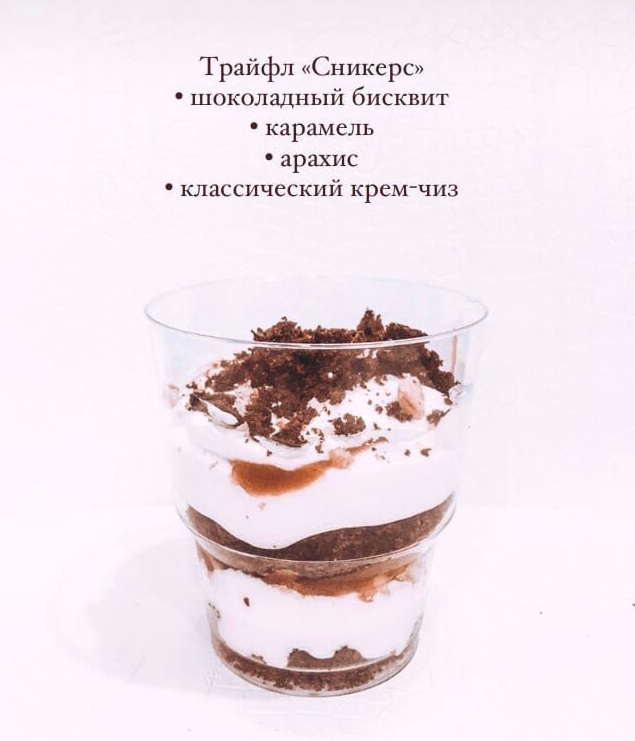 Трайфл «Сникерс»
• шоколадный бисквит
• карамель
• арахис
• классический крем-чиз